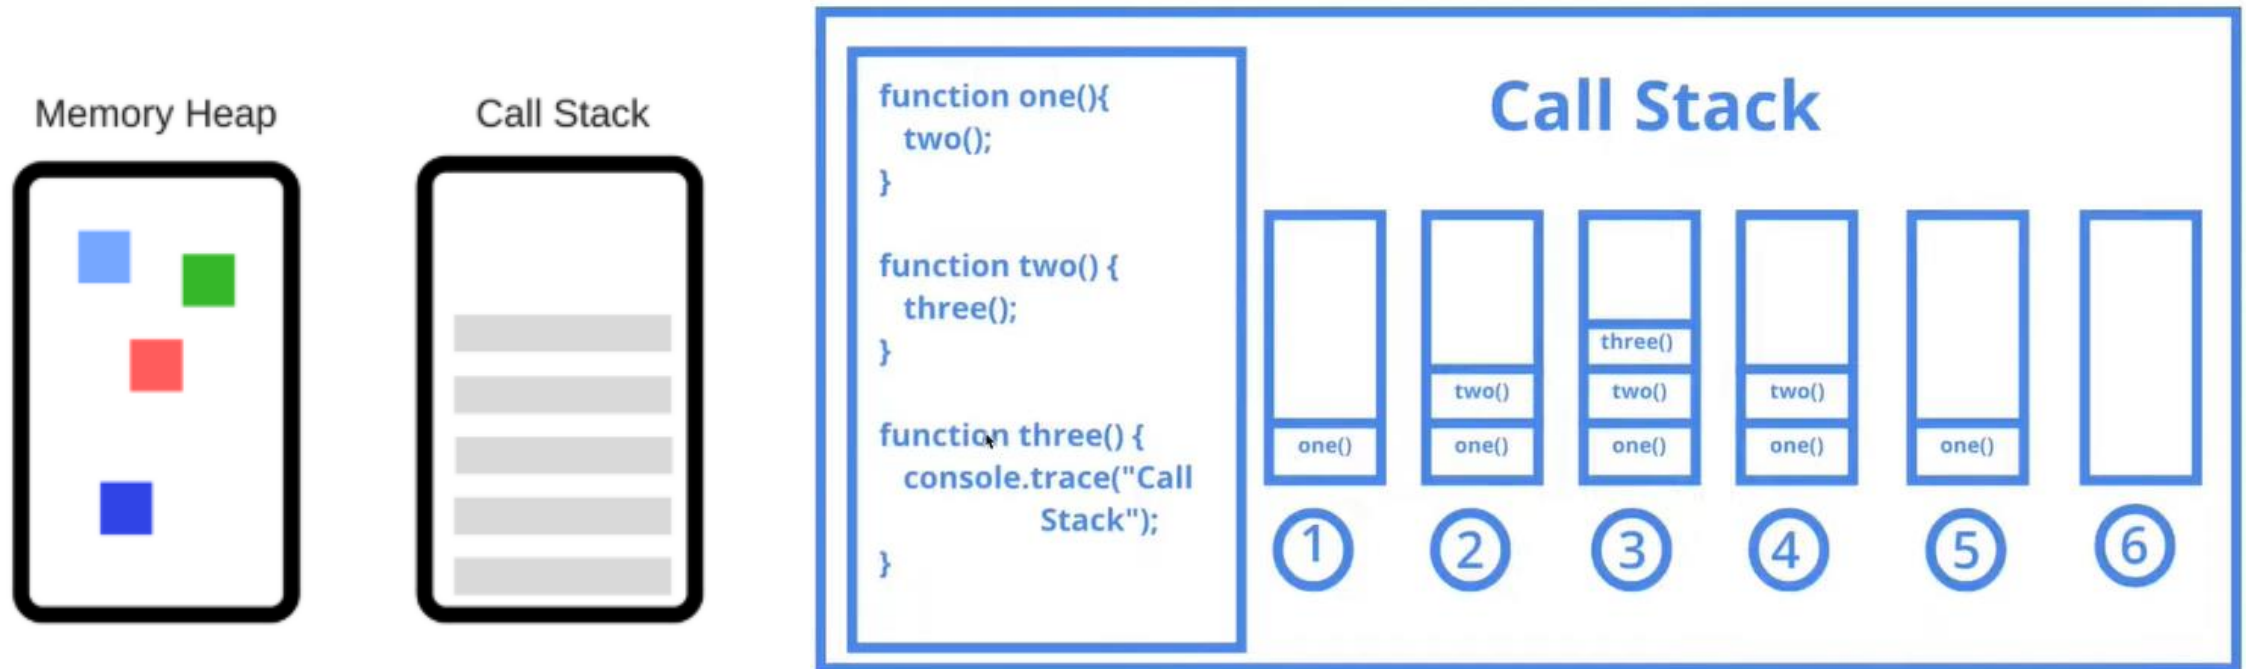 Memory Heap
Call Stack
function one(){
two();
}
function two() {
three();
}
function three() {
console.trace("Call
Stack");
}
Call Stack
one()
two()
one()
three()
two()
one()
two()
one()
one()
1
2
3
4
5
6